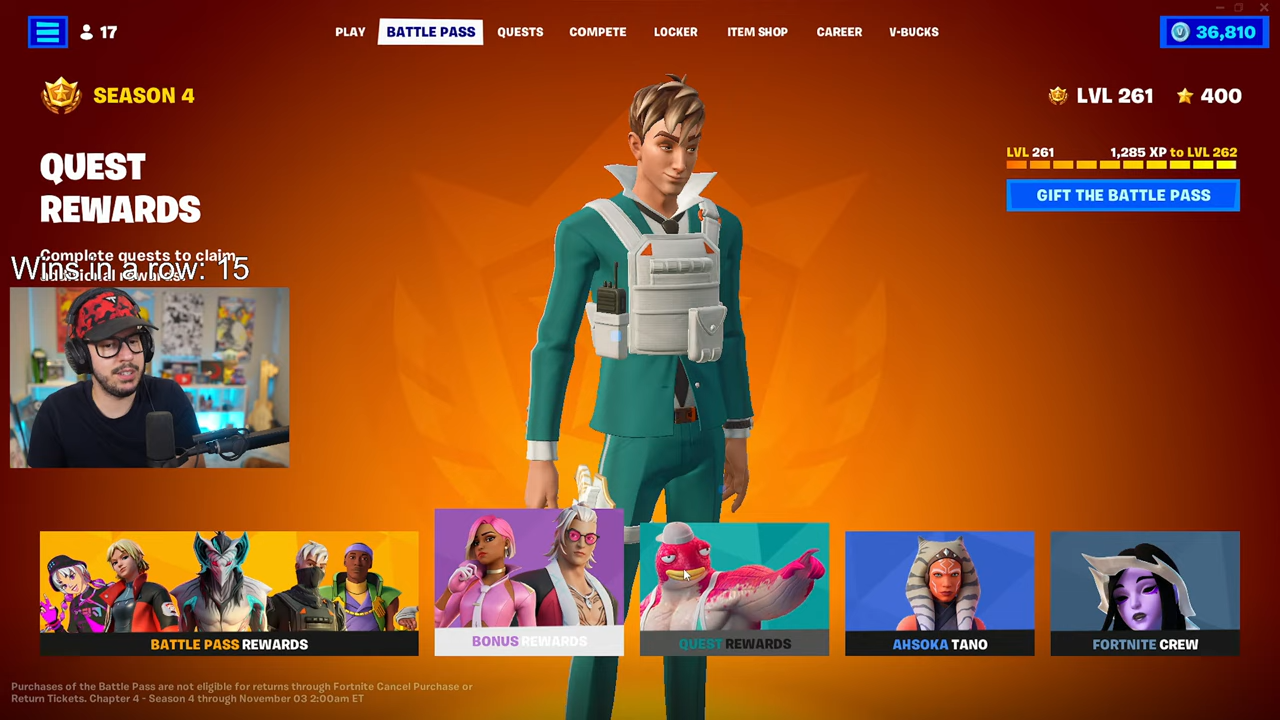 17
PLAY
BATTLE PASS
QUESTS
COMPETE
LOCKER
ITEM SHOP
CAREER
V-BUCKS
V 36,810
SEASON 4
LVL 261
400
QUEST
REWARDS
LVL 261
1,285 XP to LVL 262
GIFT THE BATTLE PASS
Complete quests to claim
additional rewards.
Wins in a row: 15
BATTLE PASS REWARDS
BONUS REWARDS
QUEST REWARDS
AHSOKA TANO
FORTNITE CREW
Purchases of the Battle Pass are not eligible for returns through Fortnite Cancel Purchase or
Return Tickets. Chapter 4 - Season 4 through November 03 2:00am ET